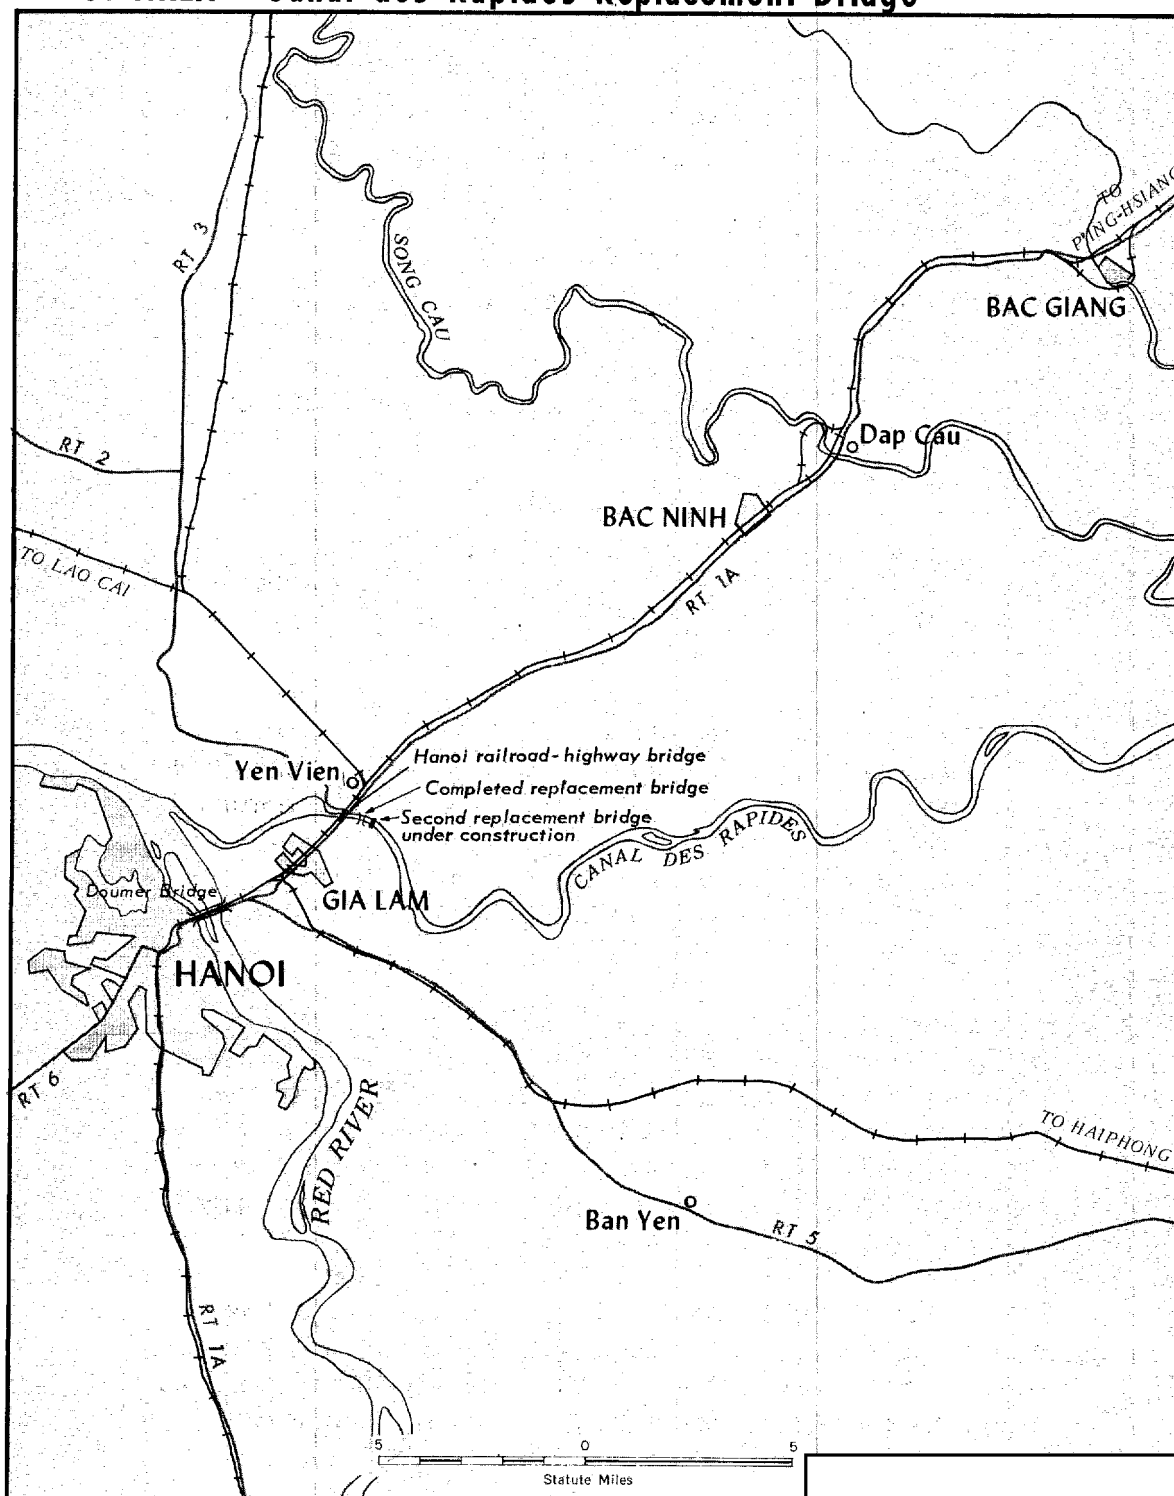 Canal des Rapides Replacement Bridge
RT 3
SONG CAU
TO
P'ING-HSIANG
BAC GIANG
RT 2
Dap Cau
BAC NINH
TO LAO CAI
RT 1A
Yen Vien
Hanoi railroad-highway bridge
Completed replacement bridge
Second replacement bridge
under construction
CANAL DES RAPIDES
Doumer Bridge
GIA LAM
HANOI
RT 6
RED RIVER
TO HAIPHONG
Ban Yen
RT 5
RT 1A
5 0 5
Statute Miles